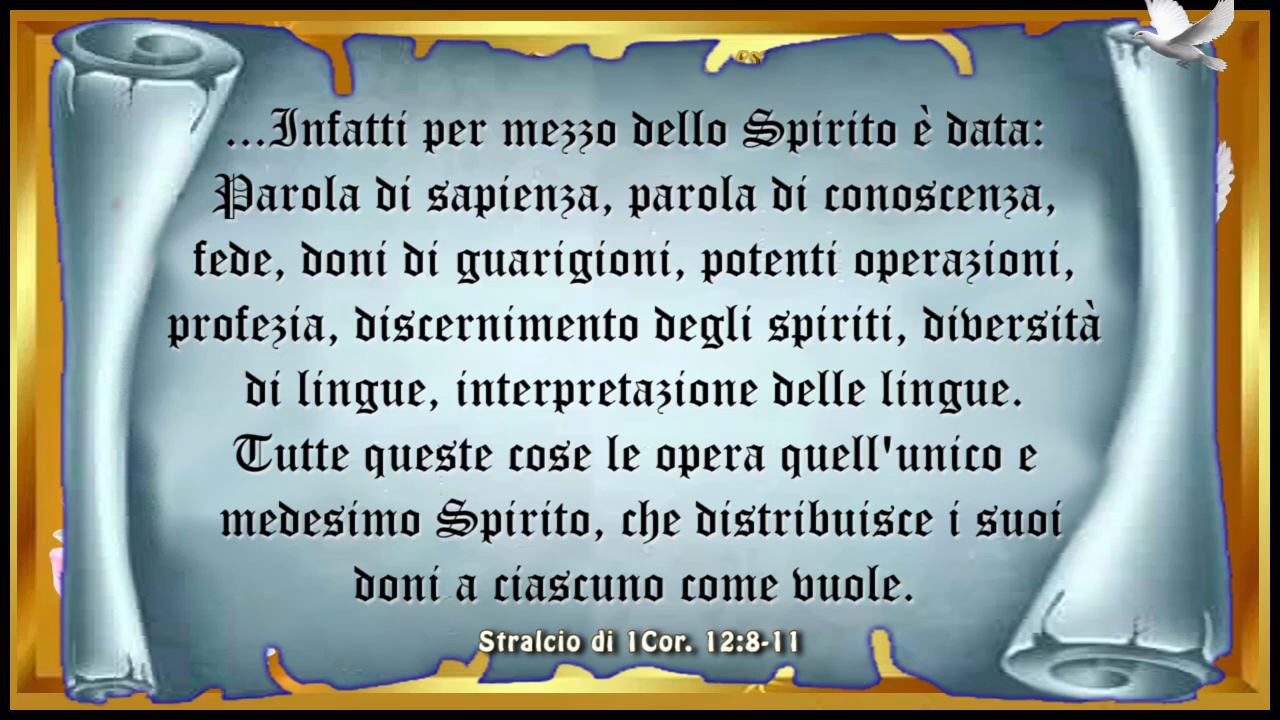 ...Infatti per mezzo dello Spirito è data:
Parola di sapienza, parola di conoscenza,
fede, doni di guarigioni, potenti operazioni,
profezia, discernimento degli spiriti, diversità
di lingue, interpretazione delle lingue.
Tutte queste cose le opera quell'unico e
medesimo Spirito, che distribuisce i suoi
doni a ciascuno come vuole.
Stralcio di 1Cor. 12:8-11